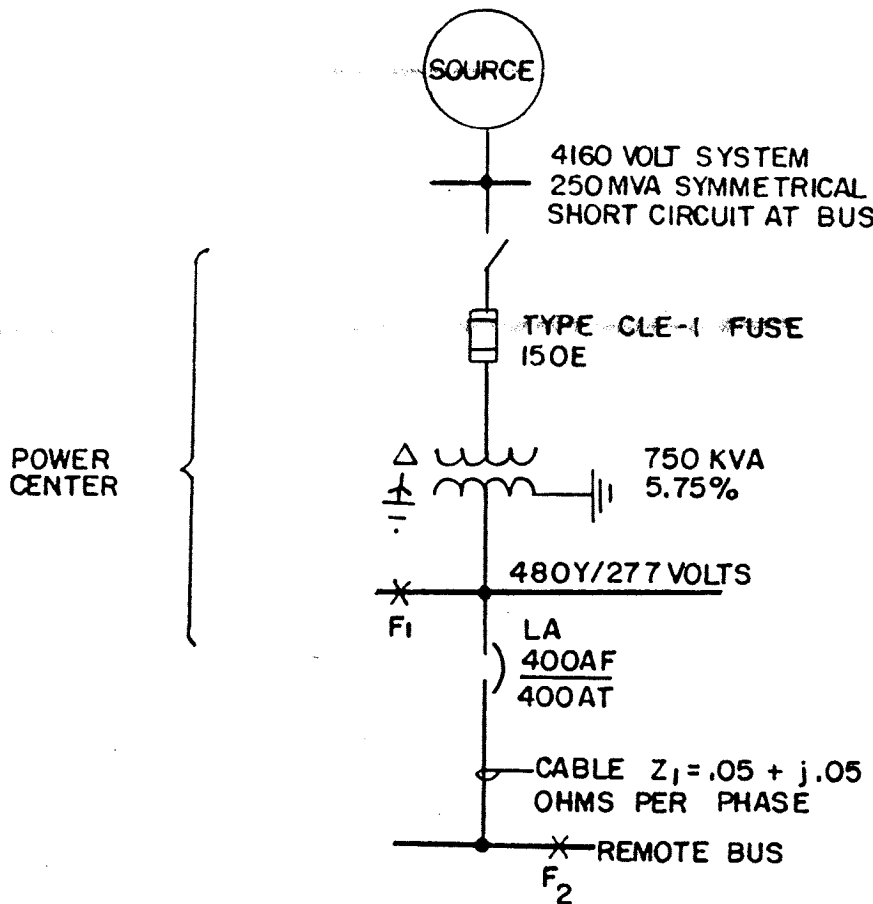 SOURCE
4160 VOLT SYSTEM
250 MVA SYMMETRICAL
SHORT CIRCUIT AT BUS
TYPE CLE-1 FUSE
150E
POWER
CENTER
Δ
750 KVA
5.75%
480Y/277 VOLTS
F1
LA
400AF
400AT
CABLE Z1 = .05 + j.05
OHMS PER PHASE
REMOTE BUS
F2